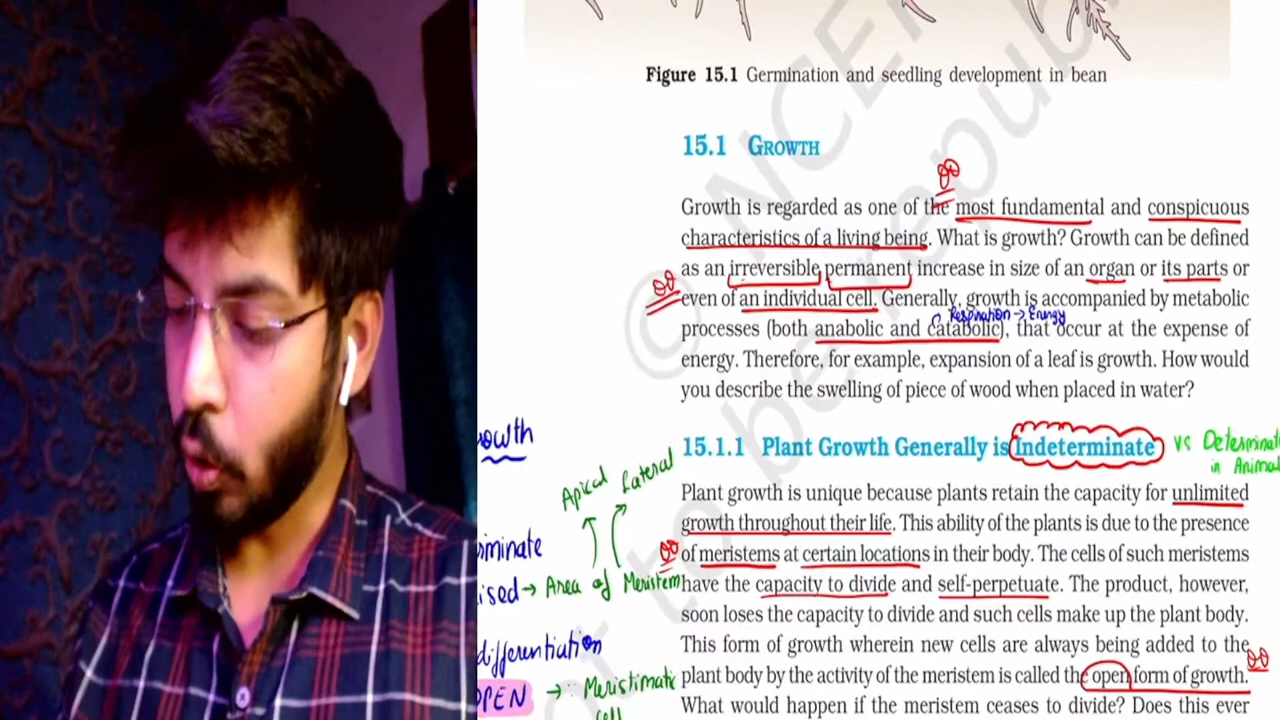 Figure 15.1 Germination and seedling development in bean
15.1 GROWTH
Growth is regarded as one of the most fundamental and conspicuous
characteristics of a living being. What is growth? Growth can be defined
as an irreversible permanent increase in size of an organ or its parts or
even of an individual cell. Generally, growth is accompanied by metabolic
Respiration → Energy
processes (both anabolic and catabolic), that occur at the expense of
energy. Therefore, for example, expansion of a leaf is growth. How would
you describe the swelling of piece of wood when placed in water?
15.1.1 Plant Growth Generally is Indeterminate
vs Determinate
in Animal
Plant growth is unique because plants retain the capacity for unlimited
growth throughout their life. This ability of the plants is due to the presence
of meristems at certain locations in their body. The cells of such meristems
have the capacity to divide and self-perpetuate. The product, however,
soon loses the capacity to divide and such cells make up the plant body.
This form of growth wherein new cells are always being added to the
plant body by the activity of the meristem is called the open form of growth.
What would happen if the meristem ceases to divide? Does this ever
owth
Apical Lateral
minate
ised → Area of Meristem
differentiation
OPEN → Meristimatic
cell
© NCE
not to be republi